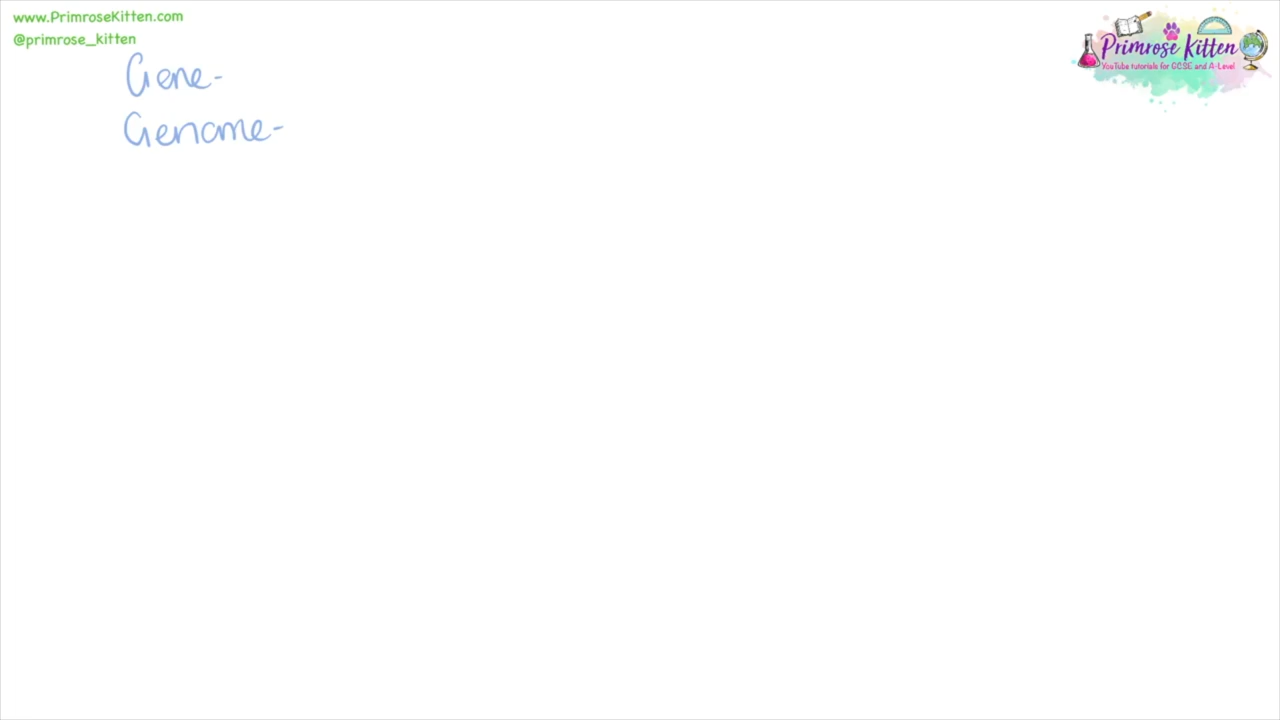 www.PrimroseKitten.com
@primrose_kitten
Primrose Kitten
YouTube tutorials for GCSE and A-Level
Gene-
Genome-